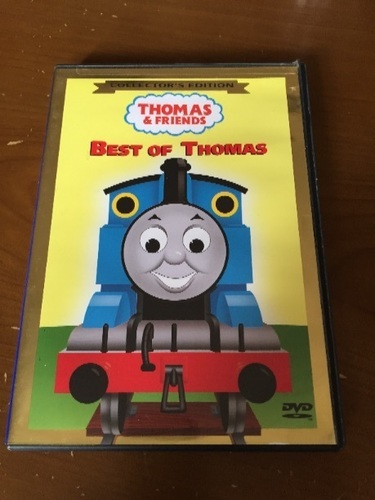 COLLECTOR'S EDITION
THOMAS
& FRIENDS
BEST OF THOMAS
DVD